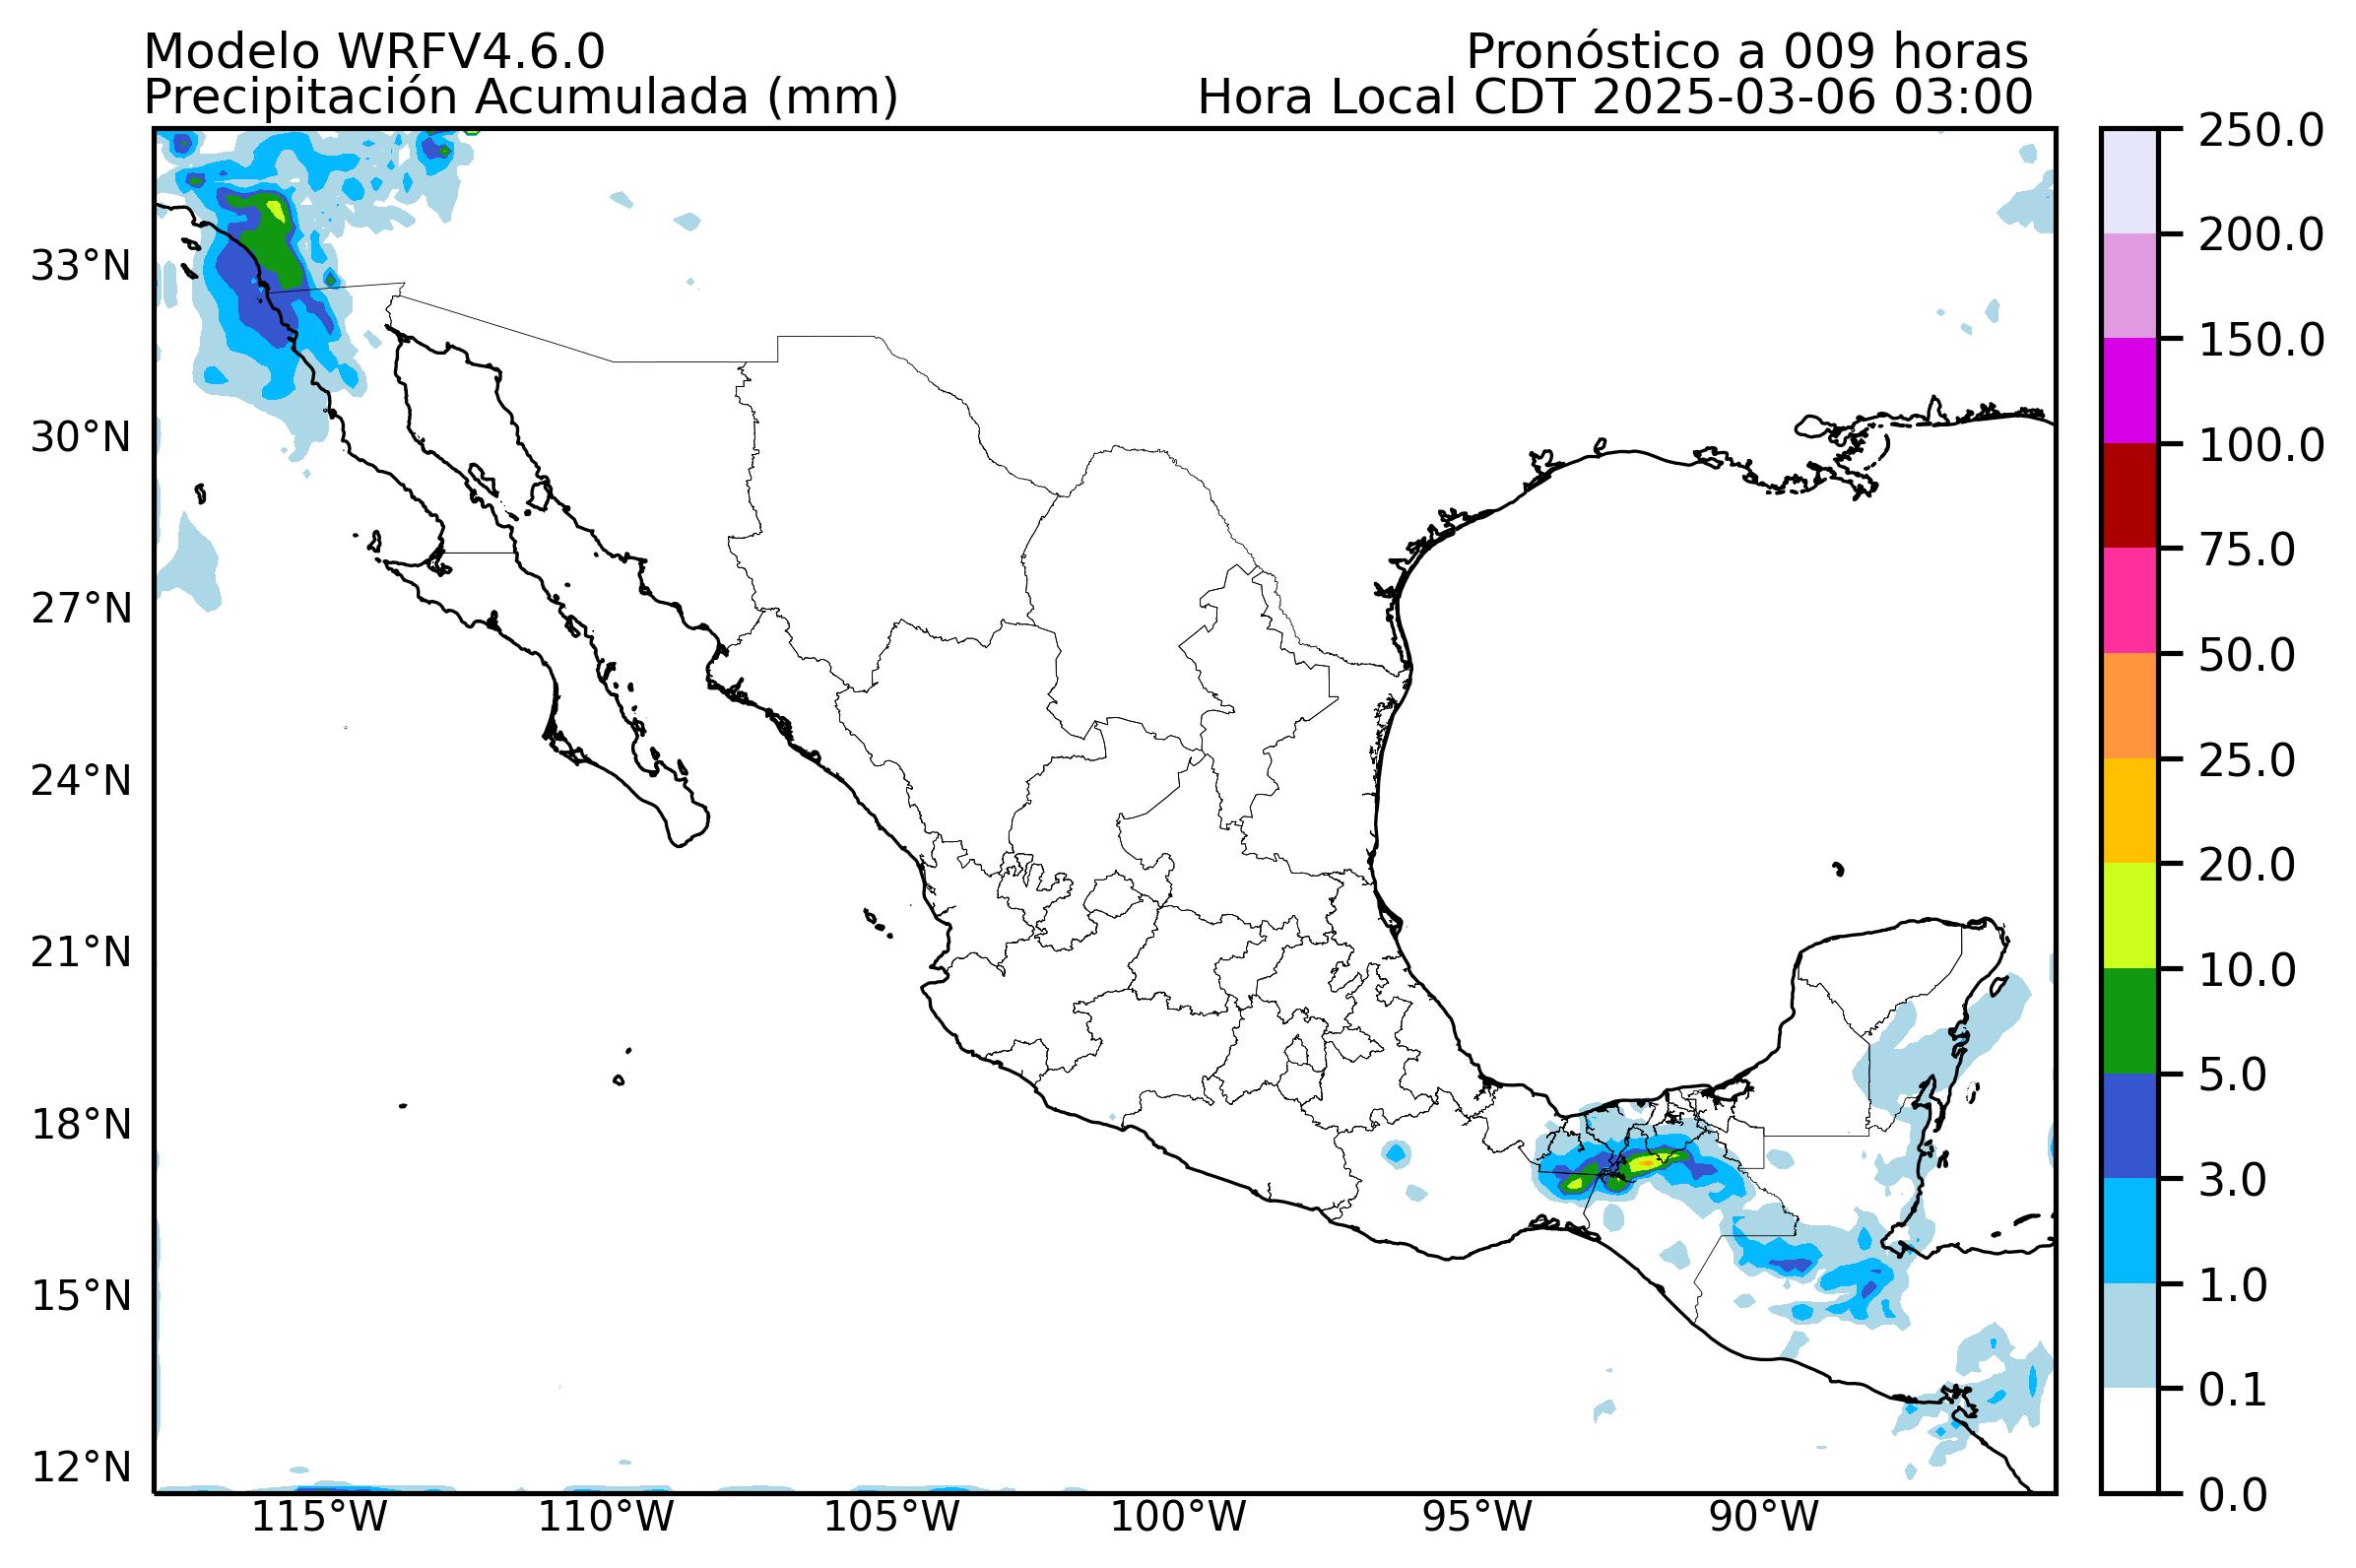 Modelo WRFV4.6.0
Pronóstico a 009 horas
Precipitación Acumulada (mm)
Hora Local CDT 2025-03-06 03:00
33°N
30°N
27°N
24°N
21°N
18°N
15°N
12°N
115°W
110°W
105°W
100°W
95°W
90°W
250.0
200.0
150.0
100.0
75.0
50.0
25.0
20.0
10.0
5.0
3.0
1.0
0.1
0.0